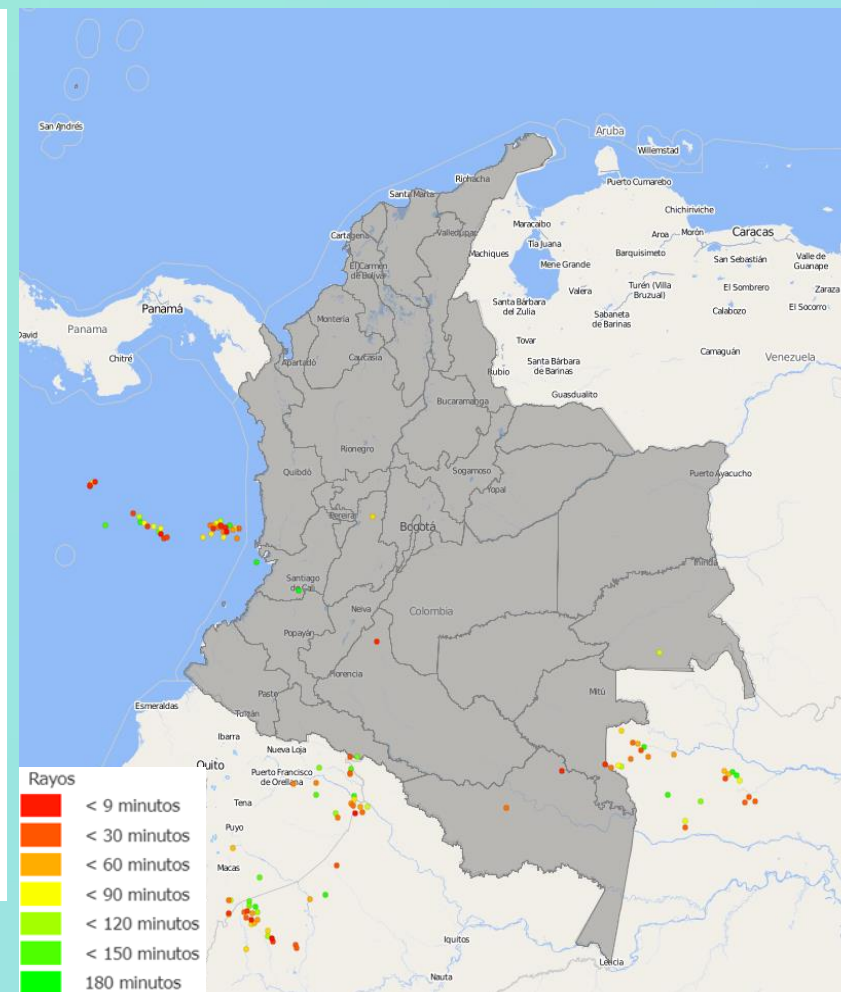 San Andrés
Aruba
Willemstad
Riohacha
Puerto Cumarebo
Santa Marta
Chichiriviche
Cartagena
Valledupar
Maracaibo
Aroa
Morón
Caracas
Tia Juana
Machiques
Barquisimeto
San Sebastián
Valle de
Guanape
El Carmen
de Bolívar
Mene Grande
Valera
Turén (Villa
Bruzual)
El Sombrero
Zaraza
Panamá
Santa Bárbara
del Zulia
Sabaneta
de Barinas
Calabozo
El Socorro
Panama
Montería
David
Chitré
Apartadó
Caucasia
Tovar
Camaguán
Venezuela
Rubio
Santa Bárbara
de Barinas
Guasdualito
Bucaramanga
Rionegro
Quibdó
Sogamoso
Yopal
Puerto Ayacucho
Pereira
Bogotá
Inírida
Santiago
de Cali
Neiva
Colombia
Popayán
Florencia
Mitú
Pasto
Esmeraldas
Tulcán
Ibarra
Nueva Loja
Quito
Puerto Francisco
de Orellana
Tena
Puyo
Macas
Iquitos
Nauta
Leticia
Rayos
< 9 minutos
< 30 minutos
< 60 minutos
< 90 minutos
< 120 minutos
< 150 minutos
180 minutos